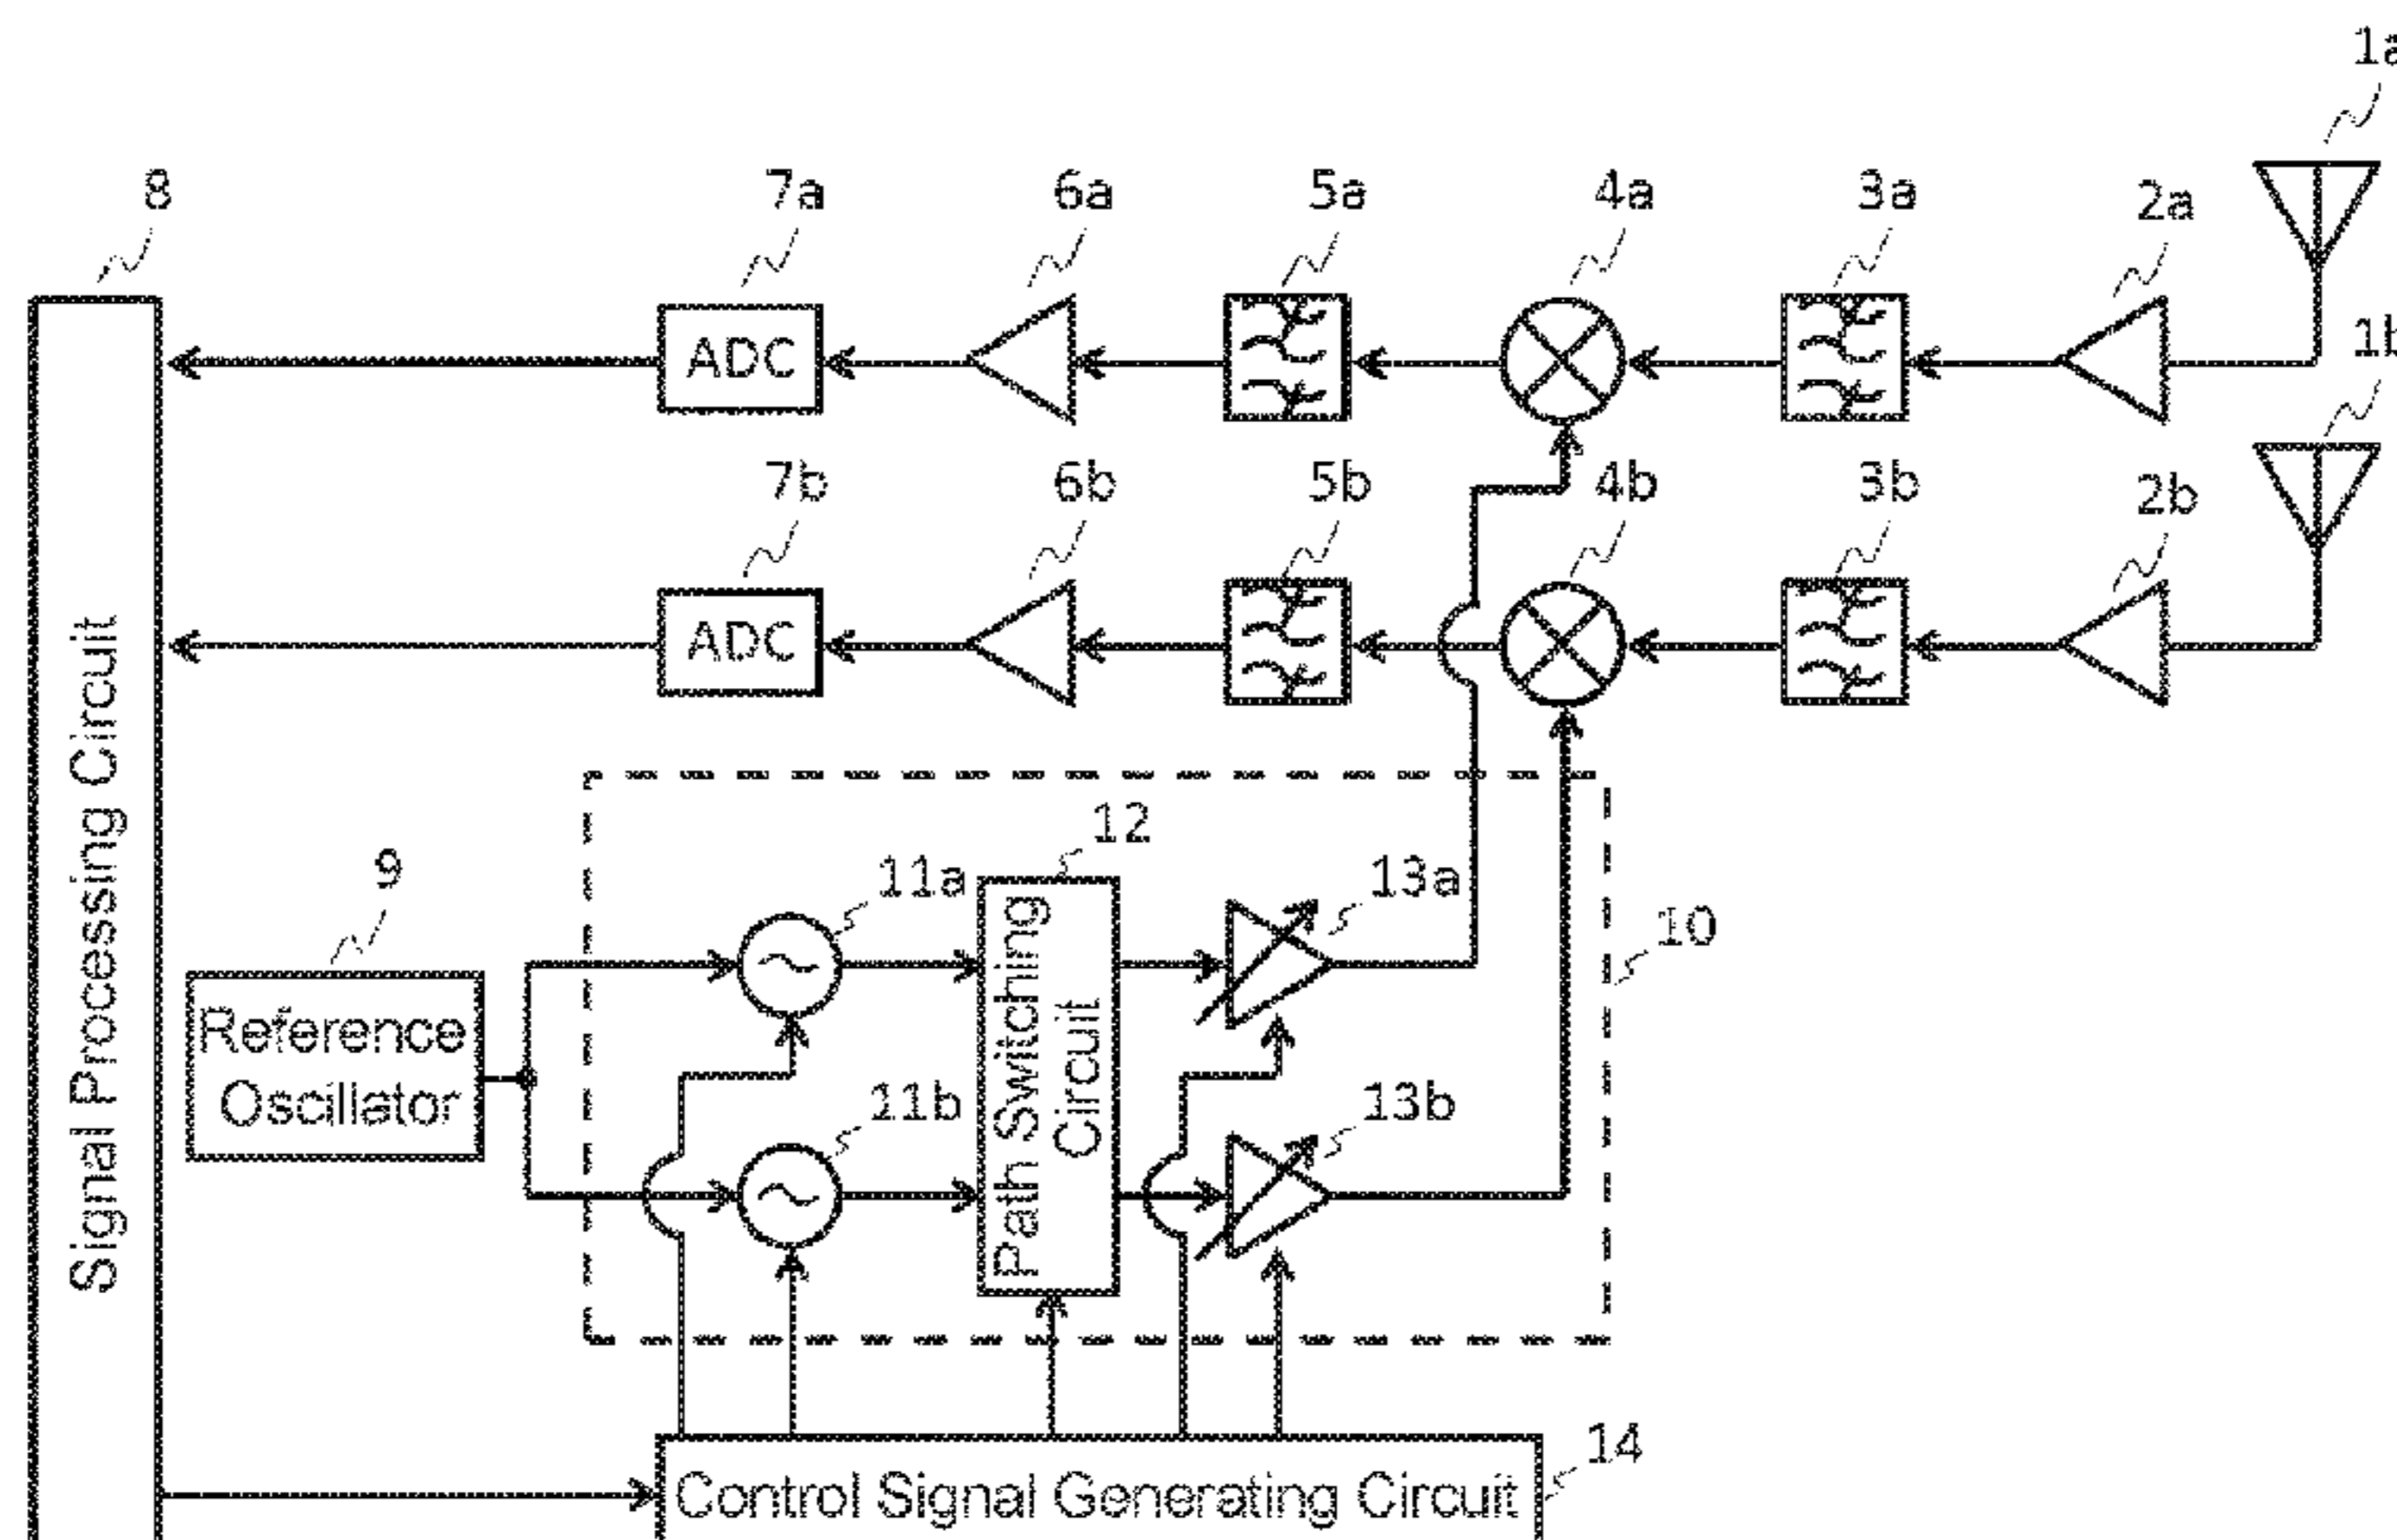 1a
8
7a
6a
5a
4a
3a
2a
1b
ADC
7b
6b
5b
4b
3b
2b
ADC
Signal Processing Circuit
12
9
11a
13a
10
Reference
Oscillator
Path Switching
Circuit
11b
13b
14
Control Signal Generating Circuit